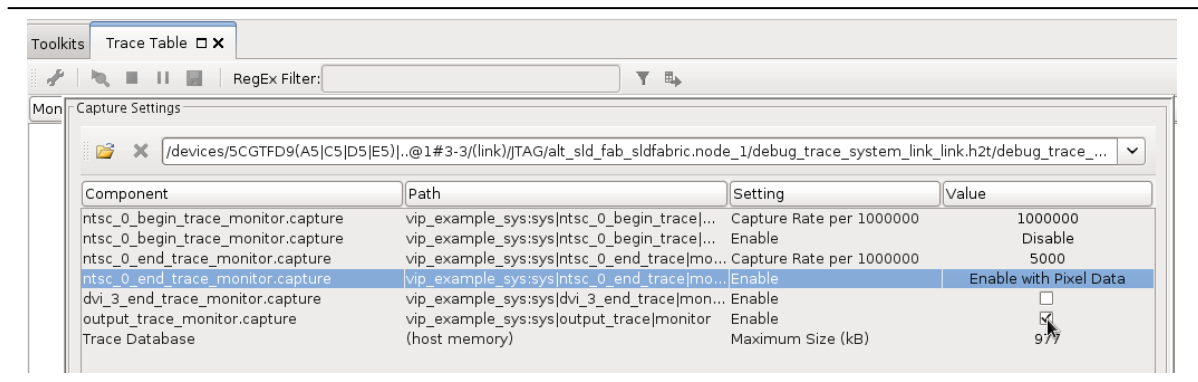 Toolkits Trace Table
RegEx Filter:
Mon Capture Settings
/devices/5CGTFD9(A5|C5|D5|E5)|..@1#3-3/(link)/JTAG/alt_sld_fab_sldfabric.node_1/debug_trace_system_link_link.h2t/debug_trace_...
Component Path Setting Value
ntsc_0_begin_trace_monitor.capture vip_example_sys:sys|ntsc_0_begin_trace|... Capture Rate per 1000000 1000000
ntsc_0_begin_trace_monitor.capture vip_example_sys:sys|ntsc_0_begin_trace|... Enable Disable
ntsc_0_end_trace_monitor.capture vip_example_sys:sys|ntsc_0_end_trace|mo... Capture Rate per 1000000 5000
ntsc_0_end_trace_monitor.capture vip_example_sys:sys|ntsc_0_end_trace|mo... Enable Enable with Pixel Data
dvi_3_end_trace_monitor.capture vip_example_sys:sys|dvi_3_end_trace|mon... Enable
output_trace_monitor.capture vip_example_sys:sys|output_trace|monitor Enable
Trace Database (host memory) Maximum Size (kB) 977